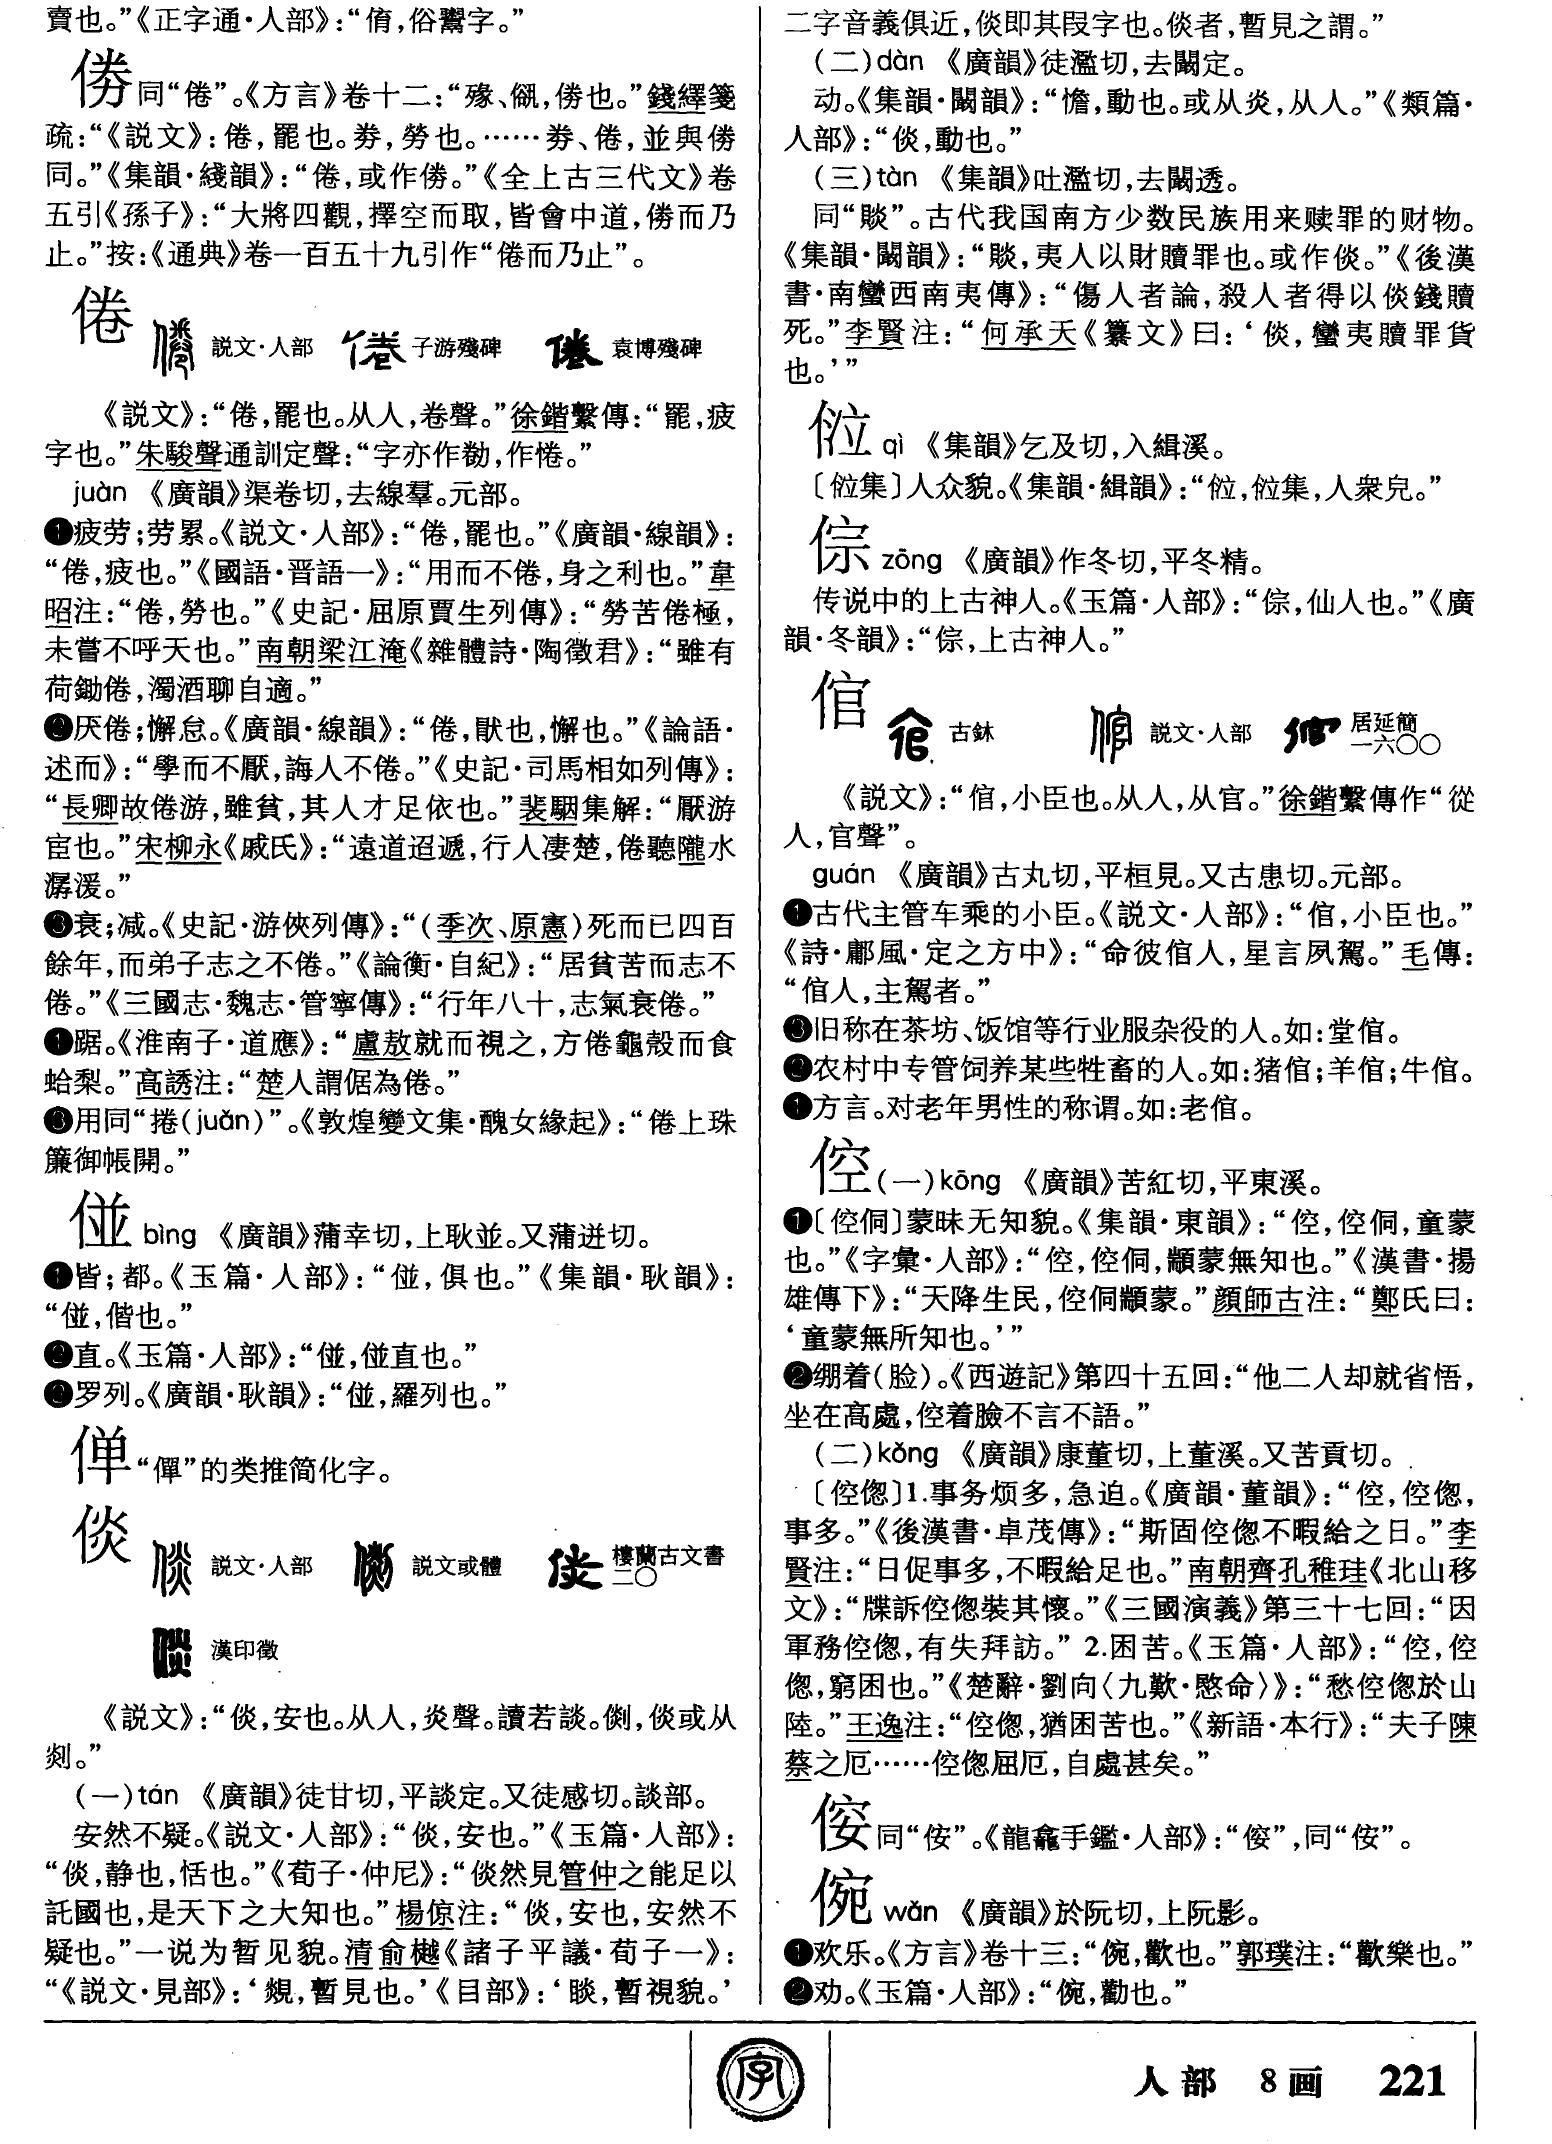 賣也。”《正字通·人部》：“㑬，俗鬻字。”
㑞同“倦”。《方言》卷十二：“㱿、㑞也。”錢繹箋
疏：“《説文》：倦，罷也。券，勞也。……券、倦，並與
同。”《集韻·綫韻》：“倦，或作。”《全上古三代文》卷
五引《孫子》：“大將四觀，擇空而取，皆會中道，而乃
止。”按：《通典》卷一百五十九引作“倦而乃止”。
倦 説文·人部 子游殘碑 袁博殘碑
《説文》：“倦，罷也。从人，卷聲。”徐鍇繫傳：“罷，疲
字也。”朱駿聲通訓定聲：“字亦作勌，作惓。”
juàn 《廣韻》渠卷切，去線羣。元部。
❶疲劳；劳累。《説文·人部》：“倦，罷也。”《廣韻·線韻》：
“倦，疲也。”《國語·晋語一》：“用而不倦，身之利也。”韋
昭注：“倦，勞也。”《史記·屈原賈生列傳》：“勞苦倦極，
未嘗不呼天也。”南朝梁江淹《雜體詩·陶徵君》：“雖有
荷鋤倦，濁酒聊自適。”
❷厌倦；懈怠。《廣韻·線韻》：“倦，猒也，懈也。”《論語·
述而》：“學而不厭，誨人不倦。”《史記·司馬相如列傳》：
“長卿故倦游，雖貧，其人才足依也。”裴駰集解：“厭游
宦也。”宋柳永《戚氏》：“遠道迢遞，行人凄楚，倦聽隴水
潺湲。”
❸衰；减。《史記·游俠列傳》：“（季次、原憲）死而已四百
餘年，而弟子志之不倦。”《論衡·自紀》：“居貧苦而志不
倦。”《三國志·魏志·管寧傳》：“行年八十，志氣衰倦。”
踞。《淮南子·道應》：“盧敖就而視之，方倦龜殼而食
蛤梨。”高誘注：“楚人謂倨為倦。”
用同“捲（juǎn）”。《敦煌變文集·醜女緣起》：“倦上珠
簾御帳開。”
倂 bìng 《廣韻》蒲幸切，上耿並。又蒲迸切。
❶皆；都。《玉篇·人部》：“傡，俱也。”《集韻·耿韻》：
“，偕也。”
❷直。《玉篇·人部》：“，直也。”
罗列。《廣韻·耿韻》：“，羅列也。”
“僤”的类推简化字。
倓 説文·人部 説文或體 樓蘭古文書二〇
漢印徵
《説文》：“倓，安也。从人，炎聲。讀若談。㓹，倓或从
剡。”
（一）tán 《廣韻》徒甘切，平談定。又徒感切。談部。
安然不疑。《説文·人部》：“倓，安也。”《玉篇·人部》：
“倓，静也，恬也。”《荀子·仲尼》：“倓然見管仲之能足以
託國也，是天下之大知也。”楊倞注：“倓，安也，安然不
疑也。”一说为暂见貌。清俞樾《諸子平議·荀子一》：
“《説文·見部》：‘覢，暫見也。’《目部》：‘睒，暫視貌。’
二字音義俱近，倓即其叚字也。倓者，暫見之謂。”
（二）dàn 《廣韻》徒濫切，去闞定。
动。《集韻·闞韻》：“憺，動也。或从炎，从人。”《類篇·
人部》：“倓，動也。”
（三）tàn 《集韻》吐濫切，去闞透。
同“賧”。古代我国南方少数民族用来赎罪的财物。
《集韻·闞韻》：“賧，夷人以財贖罪也。或作倓。”《後漢
書·南蠻西南夷傳》：“傷人者論，殺人者得以倓錢贖
死。”李賢注：“何承天《纂文》曰：‘倓，蠻夷贖罪貨
也。’”
㑫 qì 《集韻》乞及切，入緝溪。
〔㑫集〕人众貌。《集韻·緝韻》：“㑫，㑫集，人衆皃。”
倧 zōng 《廣韻》作冬切，平冬精。
传说中的上古神人。《玉篇·人部》：“倧，仙人也。”《廣
韻·冬韻》：“倧，上古神人。”
倌 古鉥 説文·人部 居延簡一六〇〇
《説文》：“倌，小臣也。从人，从官。”徐鍇繫傳作“從
人，官聲”。
guān 《廣韻》古丸切，平桓見。又古患切。元部。
❶古代主管车乘的小臣。《説文·人部》：“倌，小臣也。”
《詩·鄘風·定之方中》：“命彼倌人，星言夙駕。”毛傳：
“倌人，主駕者。”
旧称在茶坊、饭馆等行业服杂役的人。如：堂倌。
农村中专管饲养某些牲畜的人。如：猪倌；羊倌；牛倌。
方言。对老年男性的称谓。如：老倌。
倥（一）kōng 《廣韻》苦紅切，平東溪。
❶〔倥侗〕蒙昧无知貌。《集韻·東韻》：“倥，倥侗，童蒙
也。”《字彙·人部》：“倥，倥侗，顓蒙無知也。”《漢書·揚
雄傳下》：“天降生民，倥侗顓蒙。”顔師古注：“鄭氏曰：
‘童蒙無所知也。’”
❷绷着（脸）。《西遊記》第四十五回：“他二人却就省悟，
坐在高處，倥着臉不言不語。”
（二）kǒng 《廣韻》康董切，上董溪。又苦貢切。
〔倥偬〕1.事务烦多，急迫。《廣韻·董韻》：“倥，倥偬，
事多。”《後漢書·卓茂傳》：“斯固倥偬不暇給之日。”李
賢注：“日促事多，不暇給足也。”南朝齊孔稚珪《北山移
文》：“牒訴倥偬裝其懷。”《三國演義》第三十七回：“因
軍務倥偬，有失拜訪。” 2.困苦。《玉篇·人部》：“倥，倥
偬，窮困也。”《楚辭·劉向〈九歎·愍命〉》：“愁倥偬於山
陸。”王逸注：“倥偬，猶困苦也。”《新語·本行》：“夫子陳
蔡之厄……倥偬屈厄，自處甚矣。”
同“侒”。《龍龕手鑑·人部》：“”，同“侒”。
倇 wǎn 《廣韻》於阮切，上阮影。
❶欢乐。《方言》卷十三：“倇，歡也。”郭璞注：“歡樂也。”
❷劝。《玉篇·人部》：“倇，勸也。”
字
人部 8画 221